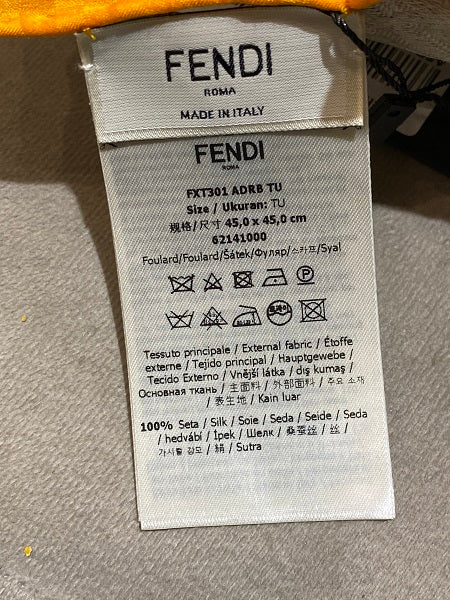 FENDI
ROMA
MADE IN ITALY
FENDI
ROMA
FXT301 ADRB TU
Size / Ukuran: TU
规格/尺寸 45,0 x 45,0 cm
62141000
Foulard/Foulard/Šátek/Фуляр/스카프/Syal
Tessuto principale / External fabric / Étoffe
externe / Tejido principal / Hauptgewebe /
Tecido Externo / Vnější látka / dış kumaş /
Основная ткань / 主面料 / 外部面料 / 주요 소재
/ 表生地 / Kain luar
100% Seta / Silk / Soie / Seda / Seide / Seda
/ hedvábí / İpek / Шелк / 桑蚕丝 / 丝 /
/ 絹 / Sutra